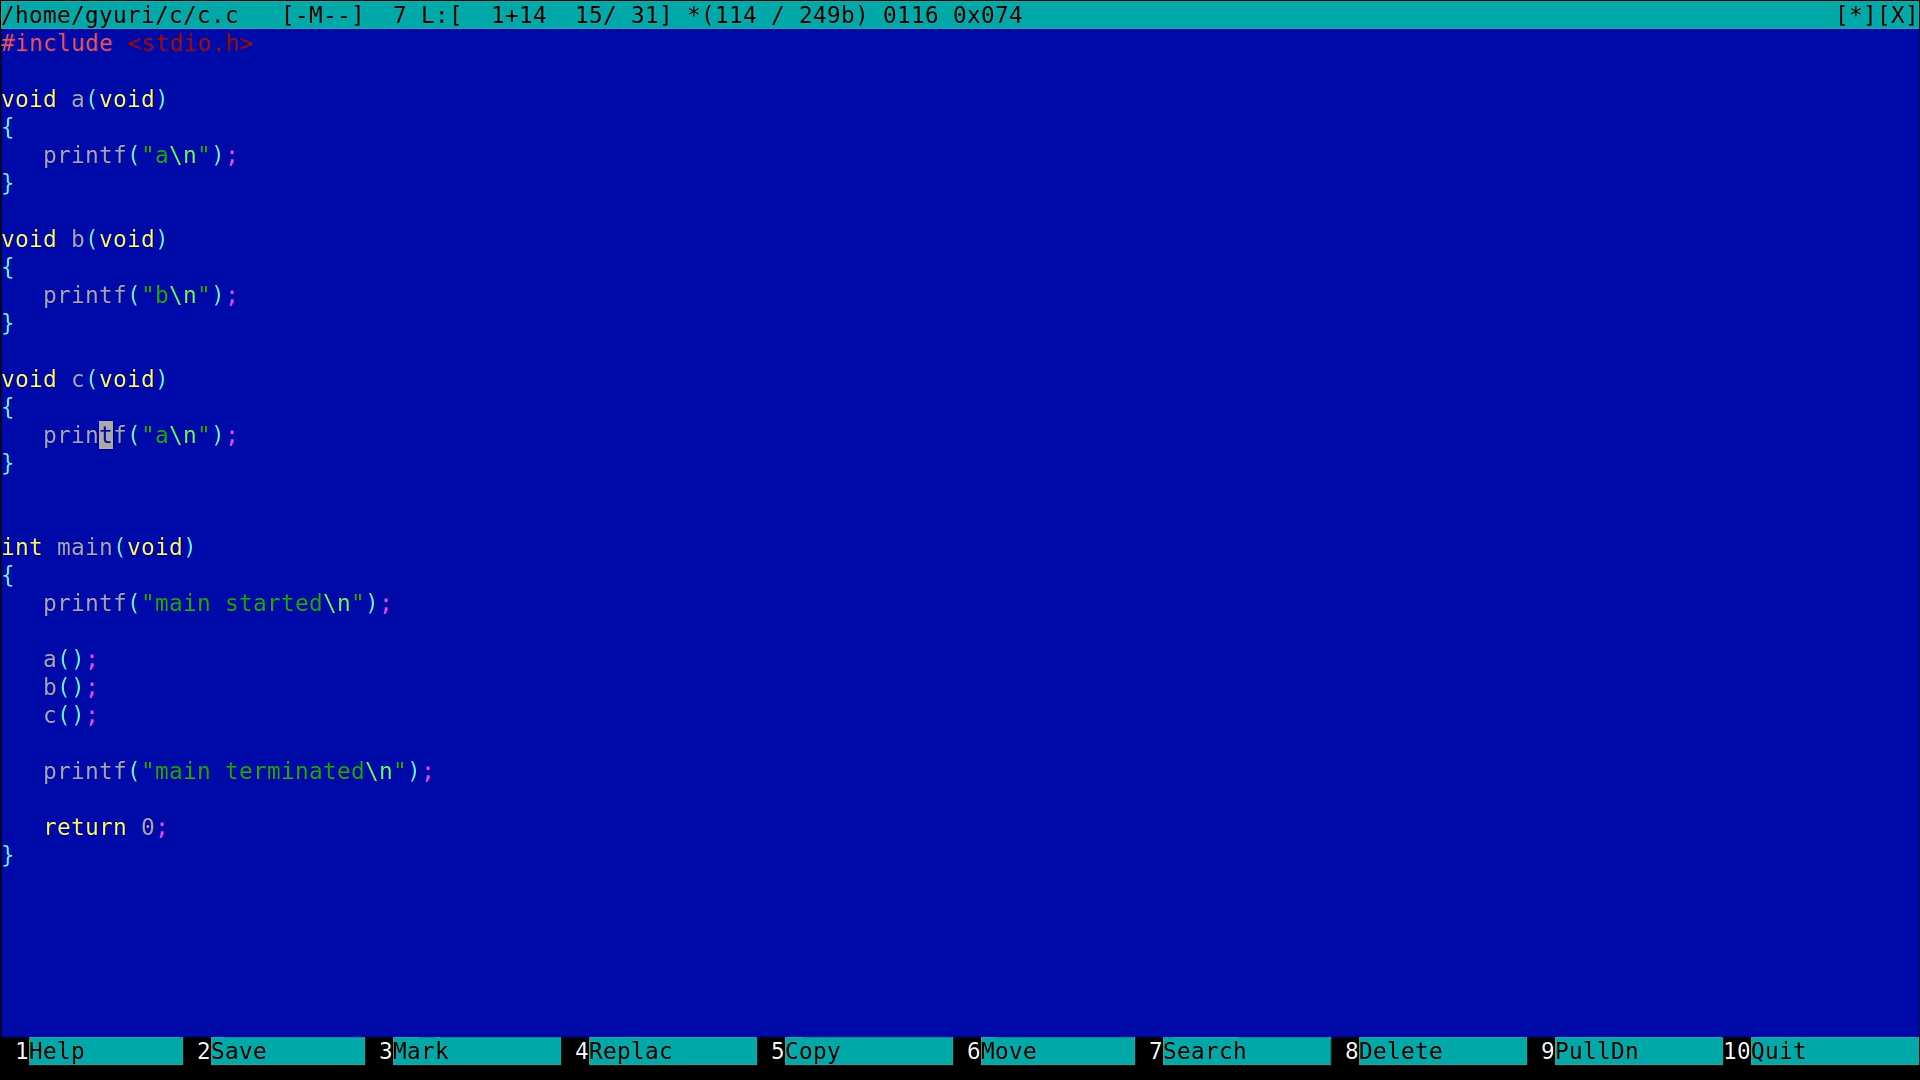 /home/gyuri/c/c.c   [-M--]  7 L:[  1+14  15/ 31] *(114 / 249b) 0116 0x074   [*][X]
#include <stdio.h>
void a(void)
{
   printf("a\n");
}
void b(void)
{
   printf("b\n");
}
void c(void)
{
   printf("a\n");
}
int main(void)
{
   printf("main started\n");
   a();
   b();
   c();
   printf("main terminated\n");
   return 0;
}
1Help 2Save 3Mark 4Replac 5Copy 6Move 7Search 8Delete 9PullDn 10Quit